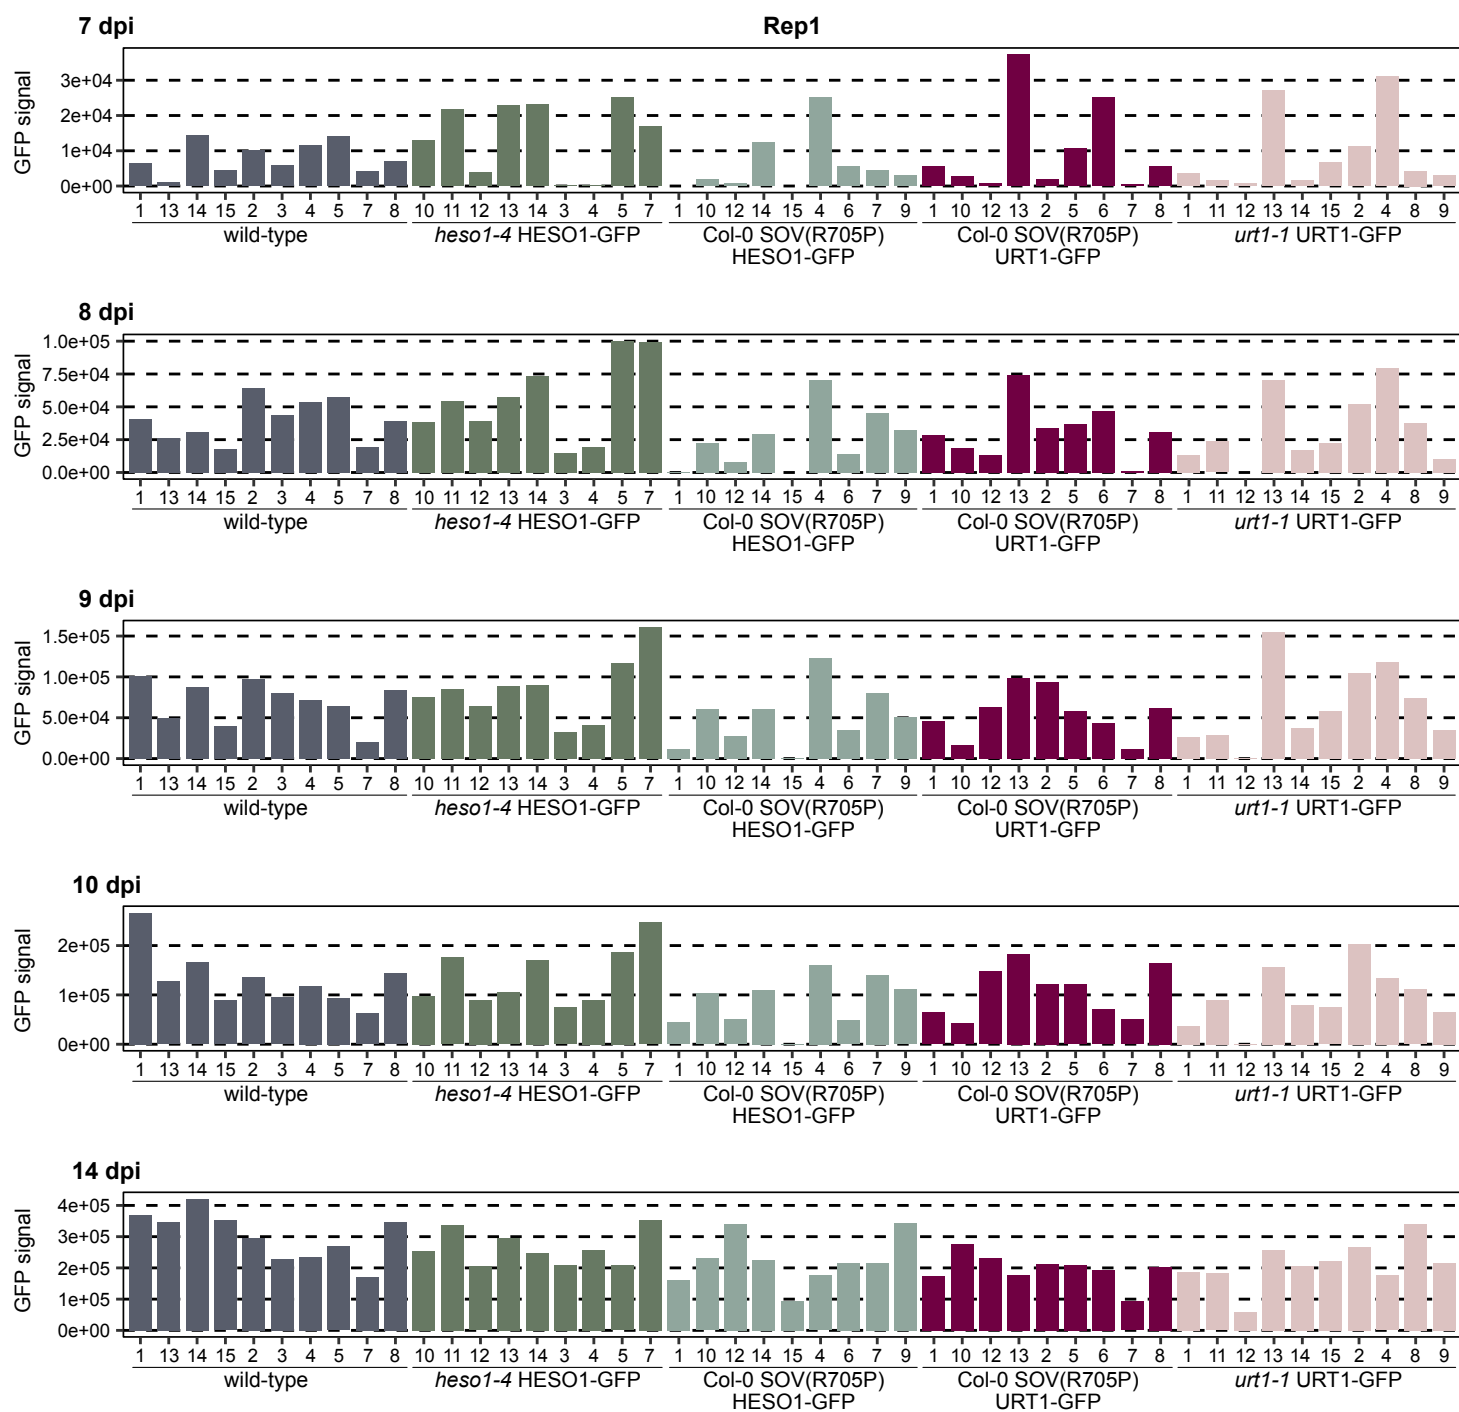 7 dpi
Rep1
GFP signal
3e+04
2e+04
1e+04
0e+00
1 13 14 15 2 3 4 5 7 8 10 11 12 13 14 3 4 5 7 1 10 12 14 15 4 6 7 9 1 10 12 13 2 5 6 7 8 1 11 12 13 14 15 2 4 8 9
wild-type heso1-4 HESO1-GFP Col-0 SOV(R705P) Col-0 SOV(R705P) urt1-1 URT1-GFP
HESO1-GFP URT1-GFP
8 dpi
GFP signal
1.0e+05
7.5e+04
5.0e+04
2.5e+04
0.0e+00
1 13 14 15 2 3 4 5 7 8 10 11 12 13 14 3 4 5 7 1 10 12 14 15 4 6 7 9 1 10 12 13 2 5 6 7 8 1 11 12 13 14 15 2 4 8 9
wild-type heso1-4 HESO1-GFP Col-0 SOV(R705P) Col-0 SOV(R705P) urt1-1 URT1-GFP
HESO1-GFP URT1-GFP
9 dpi
GFP signal
1.5e+05
1.0e+05
5.0e+04
0.0e+00
1 13 14 15 2 3 4 5 7 8 10 11 12 13 14 3 4 5 7 1 10 12 14 15 4 6 7 9 1 10 12 13 2 5 6 7 8 1 11 12 13 14 15 2 4 8 9
wild-type heso1-4 HESO1-GFP Col-0 SOV(R705P) Col-0 SOV(R705P) urt1-1 URT1-GFP
HESO1-GFP URT1-GFP
10 dpi
GFP signal
2e+05
1e+05
0e+00
1 13 14 15 2 3 4 5 7 8 10 11 12 13 14 3 4 5 7 1 10 12 14 15 4 6 7 9 1 10 12 13 2 5 6 7 8 1 11 12 13 14 15 2 4 8 9
wild-type heso1-4 HESO1-GFP Col-0 SOV(R705P) Col-0 SOV(R705P) urt1-1 URT1-GFP
HESO1-GFP URT1-GFP
14 dpi
GFP signal
4e+05
3e+05
2e+05
1e+05
0e+00
1 13 14 15 2 3 4 5 7 8 10 11 12 13 14 3 4 5 7 1 10 12 14 15 4 6 7 9 1 10 12 13 2 5 6 7 8 1 11 12 13 14 15 2 4 8 9
wild-type heso1-4 HESO1-GFP Col-0 SOV(R705P) Col-0 SOV(R705P) urt1-1 URT1-GFP
HESO1-GFP URT1-GFP